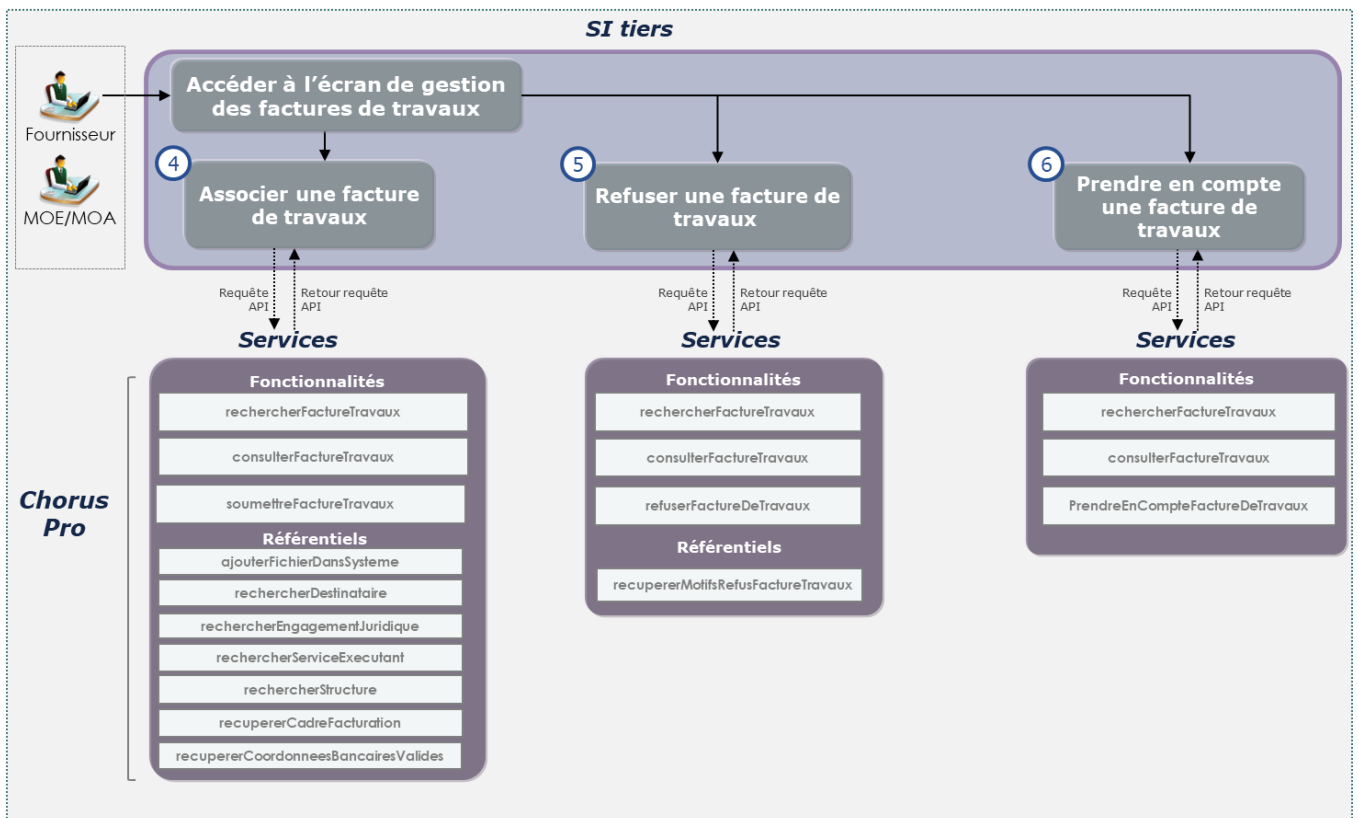 SI tiers
Fournisseur
MOE/MOA
Accéder à l'écran de gestion
des factures de travaux
4
Associer une facture
de travaux
5
Refuser une facture de
travaux
6
Prendre en compte
une facture de
travaux
Requête
API
Retour requête
API
Requête
API
Retour requête
API
Requête
API
Retour requête
API
Chorus
Pro
Services
Fonctionnalités
rechercherFactureTravaux
consulterFactureTravaux
soumettreFactureTravaux
Référentiels
ajouterFichierDansSysteme
rechercherDestinataire
rechercherEngagementJuridique
rechercherServiceExecutant
rechercherStructure
recupererCadreFacturation
recupererCoordonneesBancairesValides
Services
Fonctionnalités
rechercherFactureTravaux
consulterFactureTravaux
refuserFactureDeTravaux
Référentiels
recupererMotifsRefusFactureTravaux
Services
Fonctionnalités
rechercherFactureTravaux
consulterFactureTravaux
PrendreEnCompteFactureDeTravaux